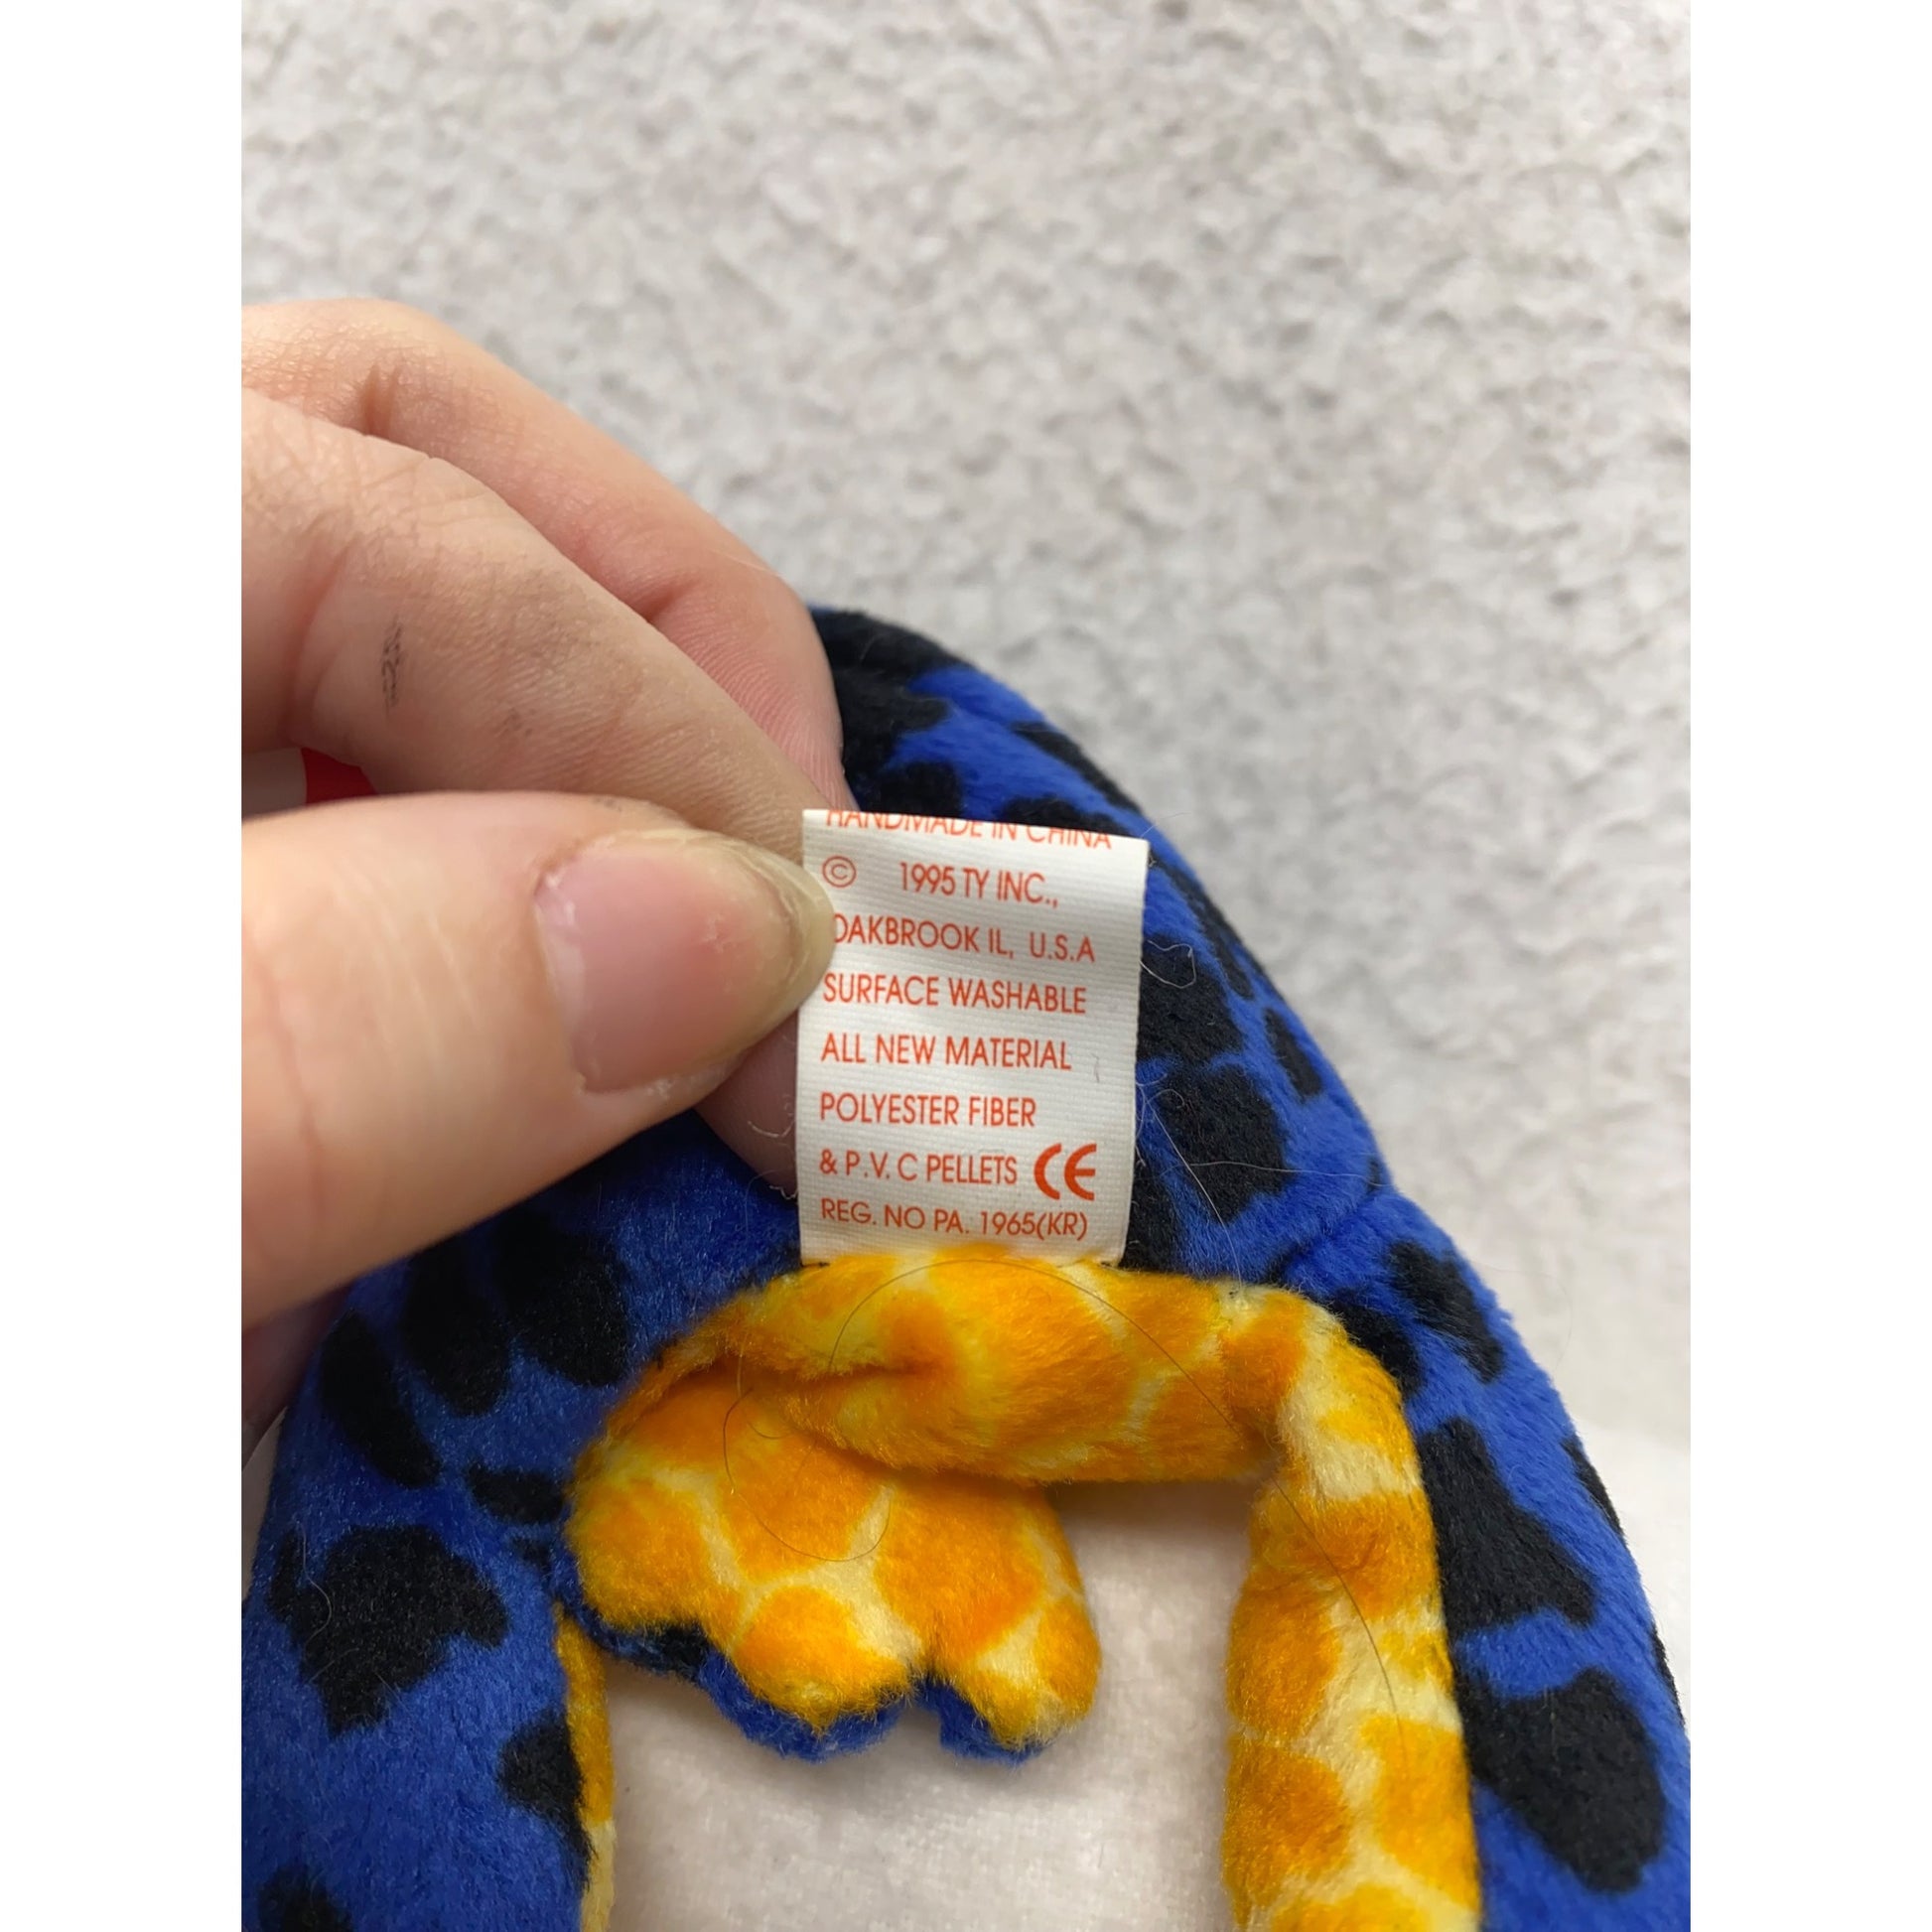 HANDMADE IN CHINA
© 1995 TY INC.,
OAKBROOK IL, U.S.A
SURFACE WASHABLE
ALL NEW MATERIAL
POLYESTER FIBER
& P.V.C PELLETS CE
REG. NO PA. 1965(KR)